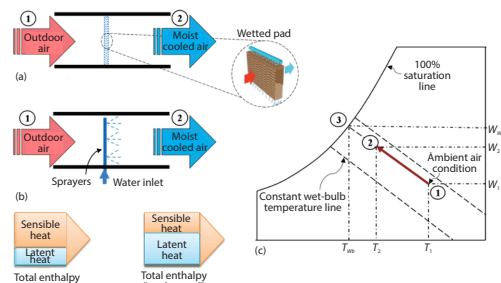 1
Outdoor
air
2
Moist
cooled air
Wetted pad
(a)
1
Outdoor
air
2
Moist
cooled air
Sprayers
Water inlet
(b)
Sensible
heat
Latent
heat
Total enthalpy
Sensible
heat
Latent
heat
Total enthalpy
100%
saturation
line
3
2
Ambient air
condition
1
Constant wet-bulb
temperature line
W₂
W₁
T_Wb
T₂
T₁
(c)